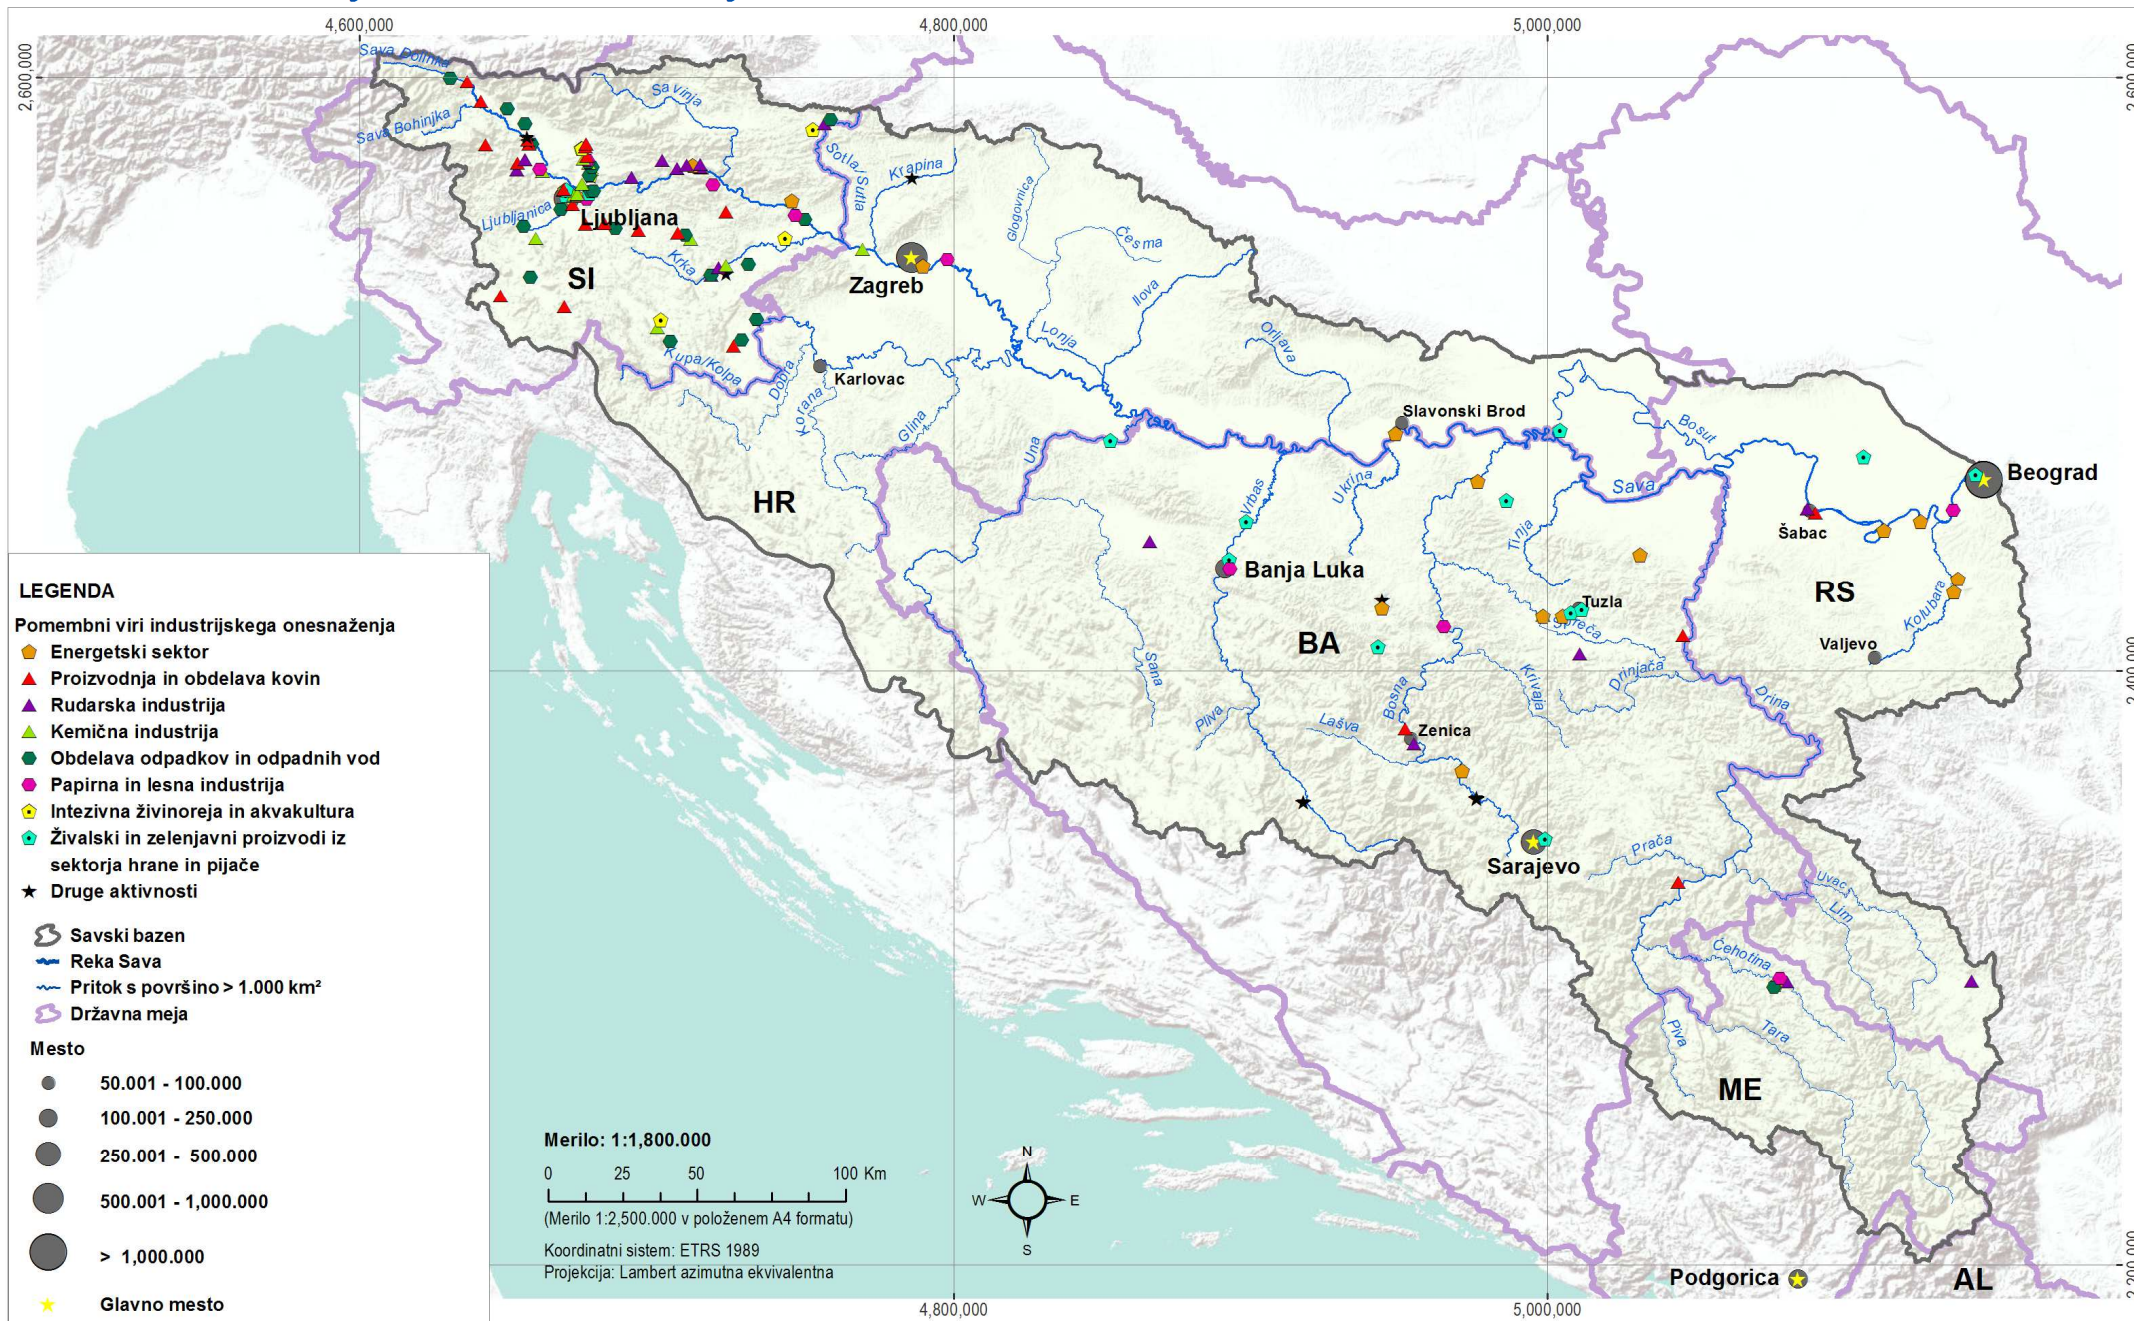 4,600,000
4,800,000
5,000,000
2,600,000
2,600,000
Sava Dolinka
Sava Bohinjka
Savinja
Sotla/Sutla
Krapina
Glogovnica
Česma
Ljubljanica
Ljubljana
SI
Krka
Zagreb
Ilova
Lonja
Orljava
Kupa/Kolpa
Dobra
Karlovac
Korana
Glina
Slavonski Brod
Bosut
Una
HR
Vrbas
Ukrina
Sava
Beograd
Tinja
Šabac
Banja Luka
RS
Tuzla
Spreča
Kolubara
BA
Valjevo
Sana
Bosna
Krivaja
Drinjača
Drina
Pliva
Lašva
Zenica
2,400,000
Sarajevo
Prača
Uvac
Lim
Ćehotina
Piva
Tara
ME
Podgorica
AL
2,200,000
LEGENDA
Pomembni viri industrijskega onesnaženja
Energetski sektor
Proizvodnja in obdelava kovin
Rudarska industrija
Kemična industrija
Obdelava odpadkov in odpadnih vod
Papirna in lesna industrija
Intezivna živinoreja in akvakultura
Živalski in zelenjavni proizvodi iz
sektorja hrane in pijače
Druge aktivnosti
Savski bazen
Reka Sava
Pritok s površino > 1.000 km²
Državna meja
Mesto
50.001 - 100.000
100.001 - 250.000
250.001 - 500.000
500.001 - 1,000.000
> 1,000.000
Glavno mesto
Merilo: 1:1,800.000
0 25 50 100 Km
(Merilo 1:2,500.000 v položenem A4 formatu)
Koordinatni sistem: ETRS 1989
Projekcija: Lambert azimutna ekvivalentna
N
W E
S
4,800,000
5,000,000